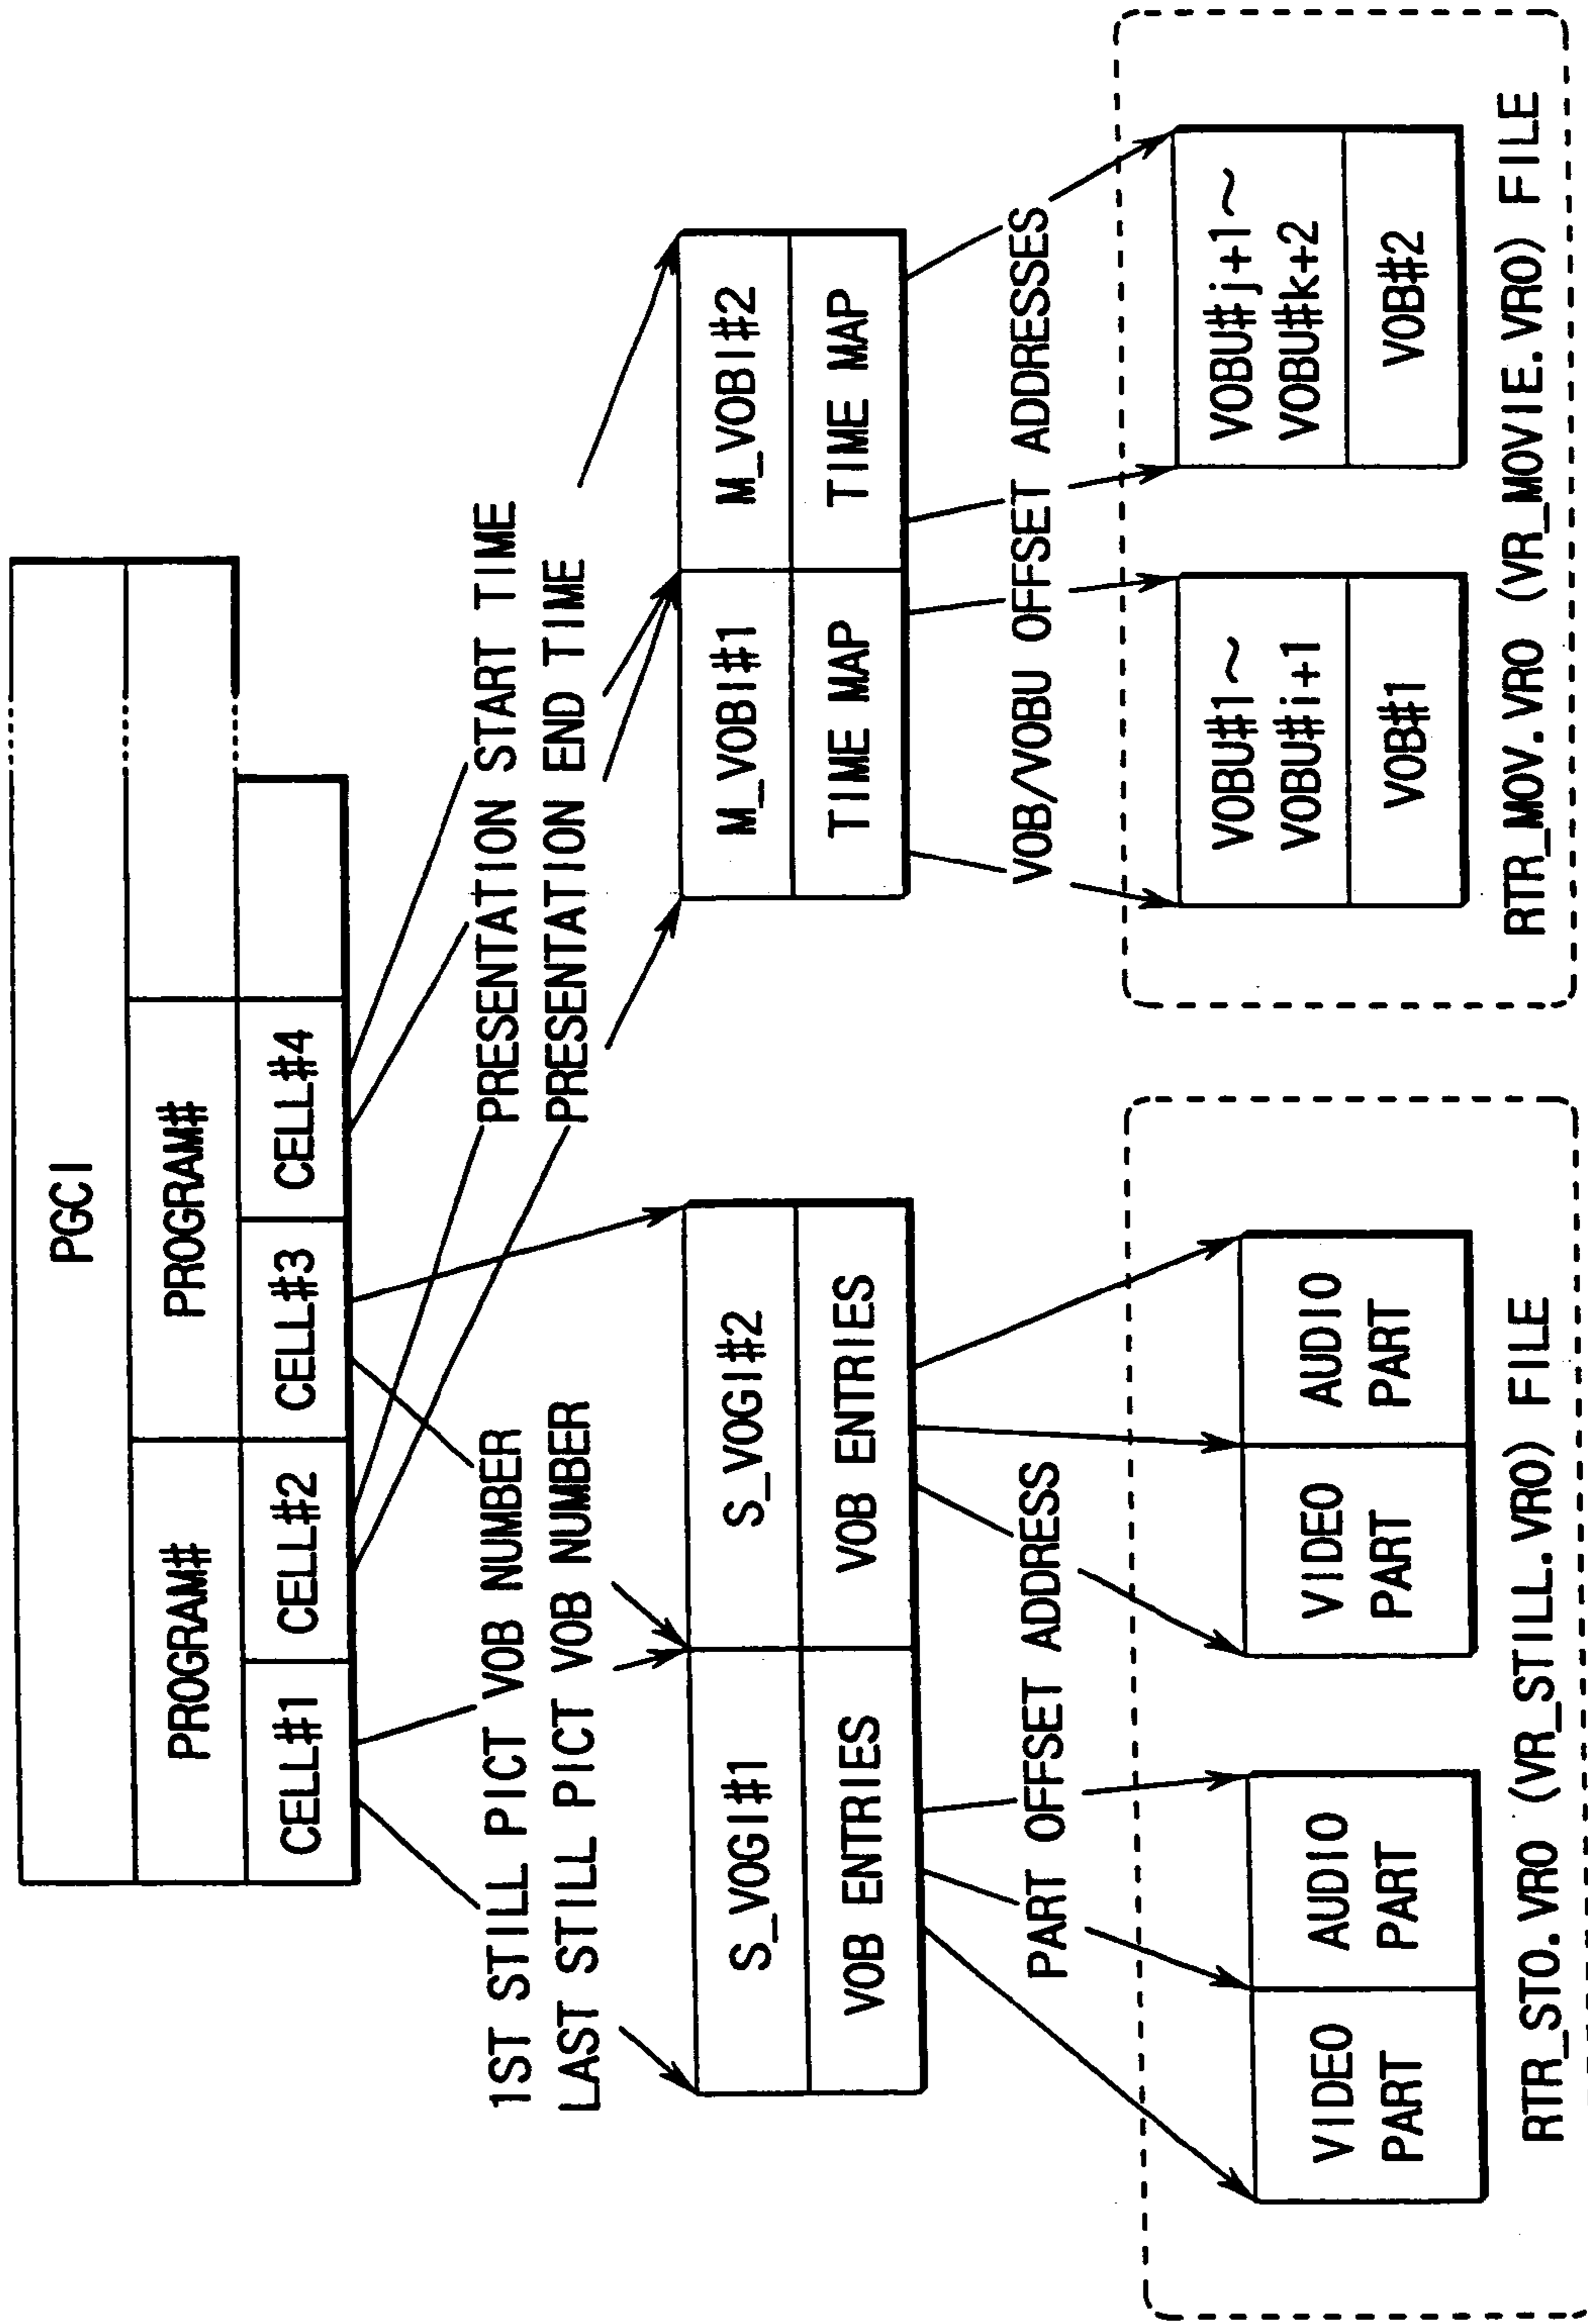 PGCI
PROGRAM#
PROGRAM#
CELL#1
CELL#2
CELL#3
CELL#4
1ST STILL PICT VOB NUMBER
LAST STILL PICT VOB NUMBER
PRESENTATION START TIME
PRESENTATION END TIME
S_VOGI#1
S_VOGI#2
VOB ENTRIES
VOB ENTRIES
M_VOBI#1
M_VOBI#2
TIME MAP
TIME MAP
PART OFFSET ADDRESS
VOB/VOBU OFFSET ADDRESSES
VIDEO
PART
AUDIO
PART
VIDEO
PART
AUDIO
PART
VOBU#1~
VOBU#i+1
VOB#1
VOBU#j+1~
VOBU#k+2
VOB#2
RTR_STO.VRO (VR_STILL.VRO) FILE
RTR_MOV.VRO (VR_MOVIE.VRO) FILE